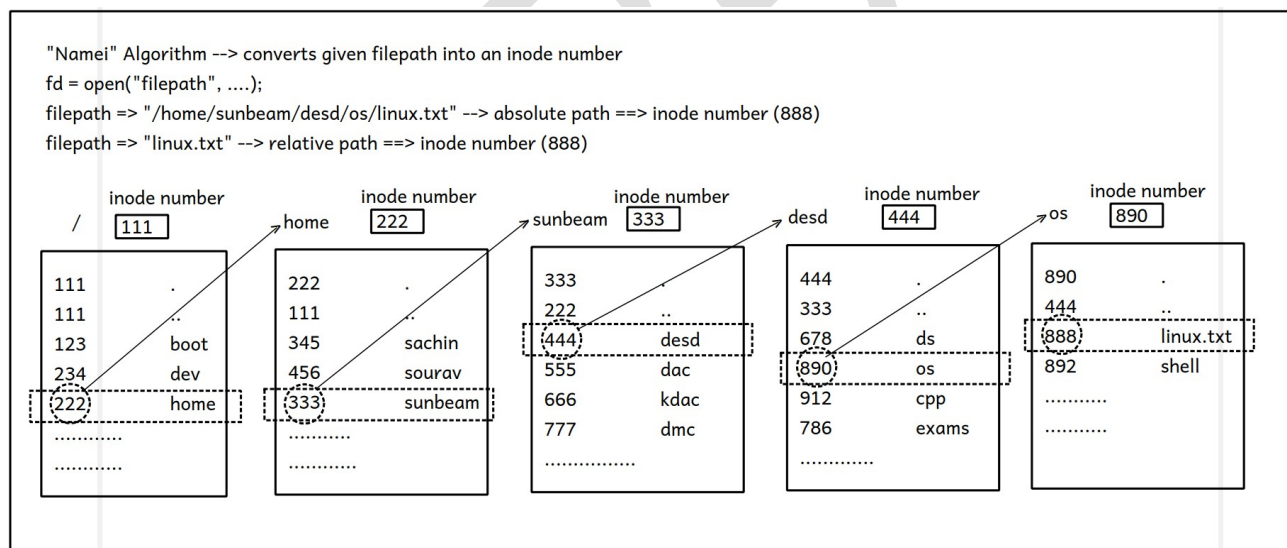 "Namei" Algorithm --> converts given filepath into an inode number
fd = open("filepath", ....);
filepath => "/home/sunbeam/desd/os/linux.txt" --> absolute path ==> inode number (888)
filepath => "linux.txt" --> relative path ==> inode number (888)
/ inode number 111
111 .
111 ..
123 boot
234 dev
222 home
............
............
home inode number 222
222 .
111 ..
345 sachin
456 sourav
333 sunbeam
...........
............
sunbeam inode number 333
333 .
222 ..
444 desd
555 dac
666 kdac
777 dmc
................
desd inode number 444
444 .
333 ..
678 ds
890 os
912 cpp
786 exams
.............
os inode number 890
890 .
444 ..
888 linux.txt
892 shell
...........
...........